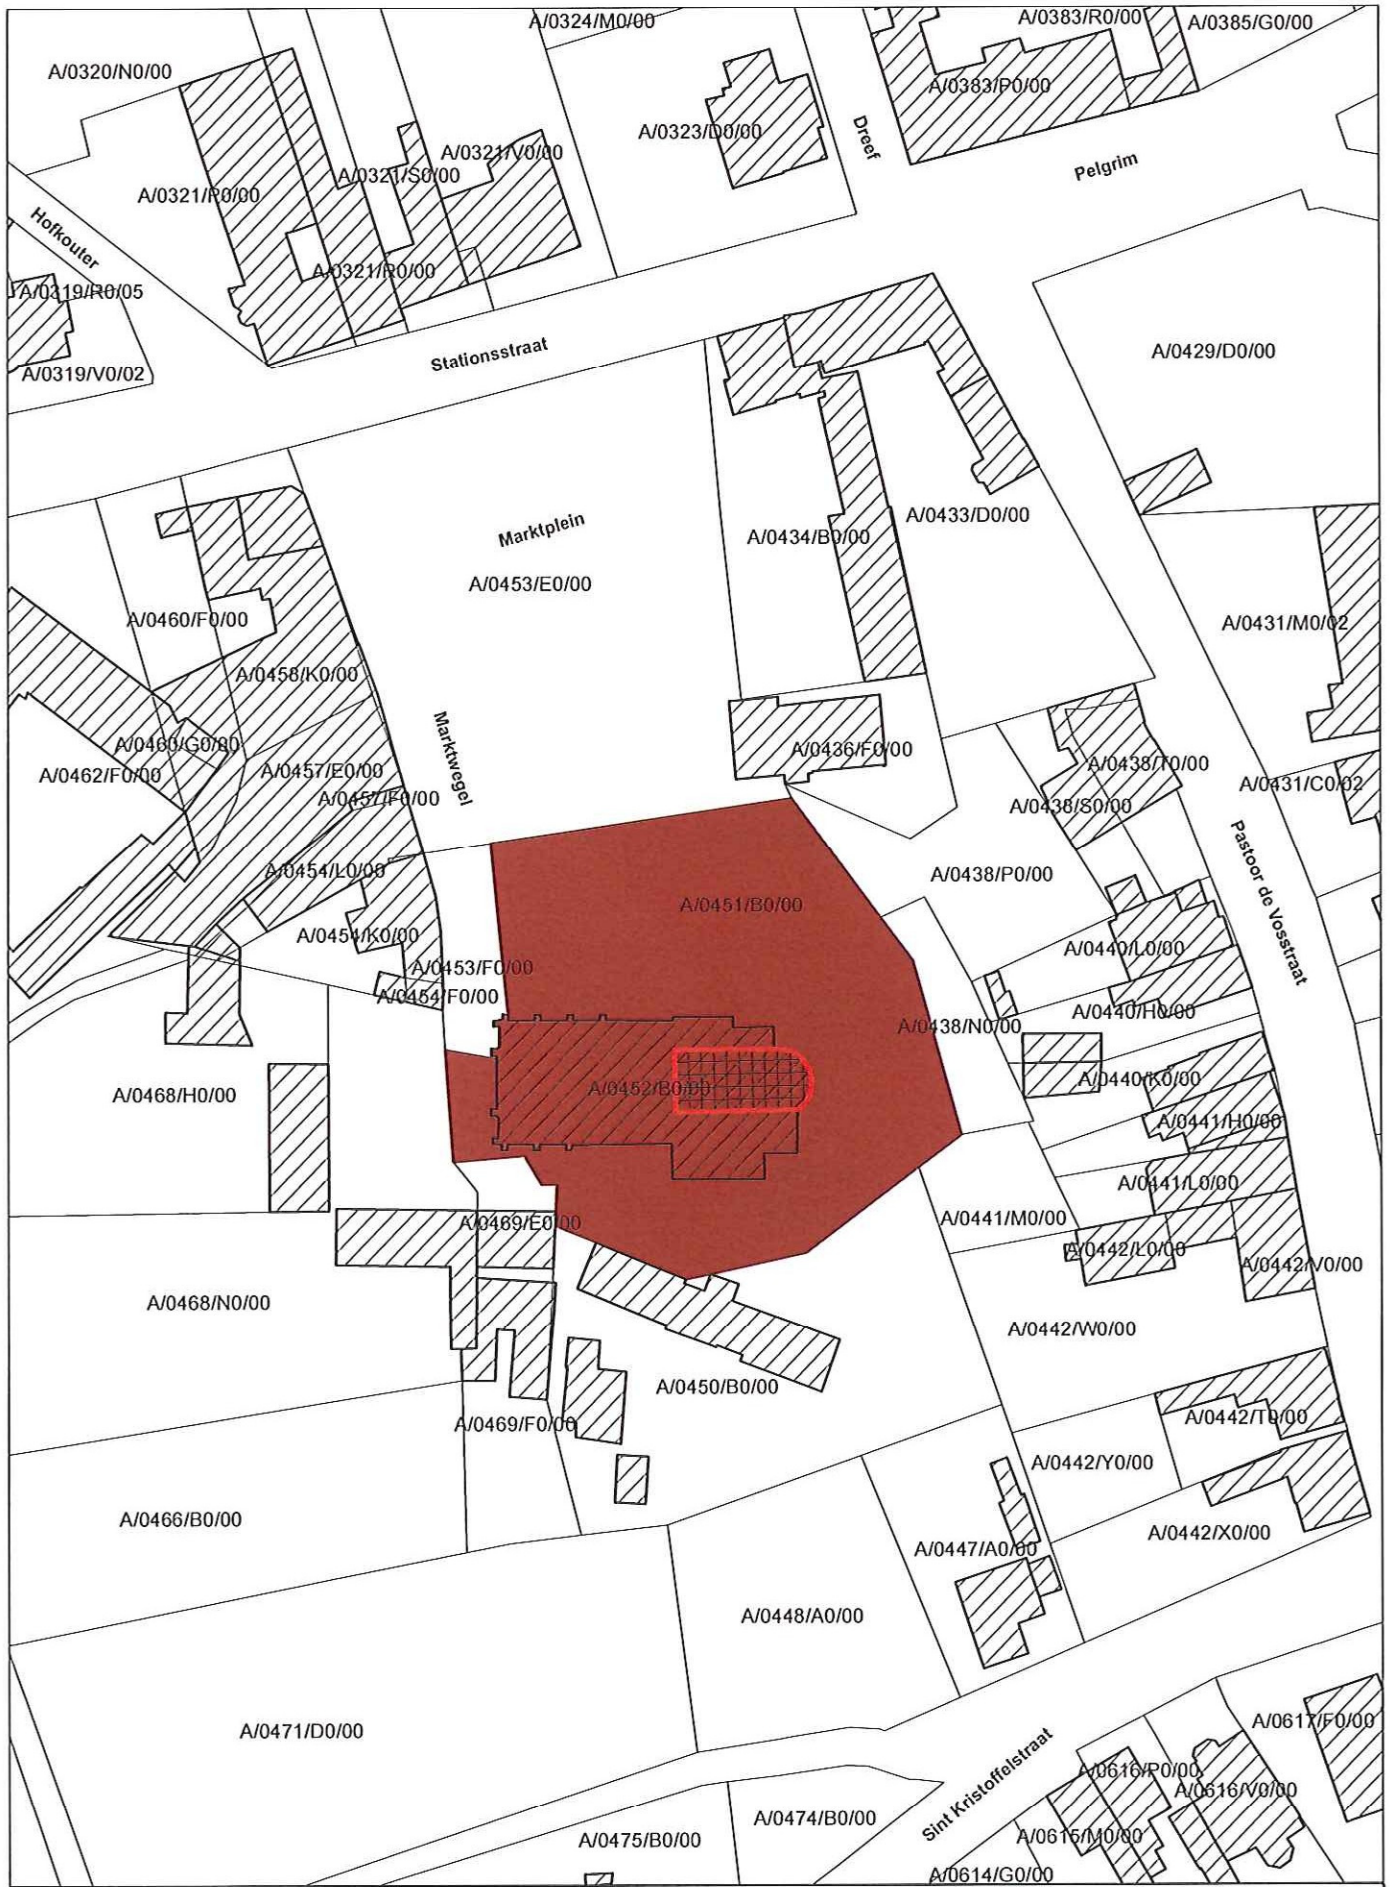 A/0324/M0/00
A/0383/R0/00
A/0385/G0/00
A/0320/N0/00
A/0383/P0/00
A/0323/D0/00
Dreef
A/0321/V0/00
Pelgrim
A/0321/S0/00
A/0321/P0/00
Hofkouter
A/0321/R0/00
A/0319/R0/05
Stationsstraat
A/0429/D0/00
A/0319/V0/02
A/0433/D0/00
Marktplein
A/0434/B0/00
A/0453/E0/00
A/0460/F0/00
A/0431/M0/02
A/0458/K0/00
A/0460/G0/00
A/0436/F0/00
Marktwegel
A/0438/T0/00
A/0462/F0/00
A/0457/E0/00
A/0431/C0/02
A/0457/F0/00
A/0438/S0/00
Pastoor de Vosstraat
A/0454/L0/00
A/0438/P0/00
A/0451/B0/00
A/0454/K0/00
A/0440/L0/00
A/0453/F0/00
A/0454/F0/00
A/0440/H0/00
A/0438/N0/00
A/0440/K0/00
A/0452/B0/00
A/0468/H0/00
A/0441/H0/00
A/0441/L0/00
A/0441/M0/00
A/0469/E0/00
A/0442/L0/00
A/0442/V0/00
A/0468/N0/00
A/0442/W0/00
A/0450/B0/00
A/0442/T0/00
A/0469/F0/00
A/0442/Y0/00
A/0466/B0/00
A/0442/X0/00
A/0447/A0/00
A/0448/A0/00
A/0471/D0/00
A/0617/F0/00
Sint Kristoffelstraat
A/0616/P0/00
A/0616/V0/00
A/0474/B0/00
A/0475/B0/00
A/0615/M0/00
A/0614/G0/00